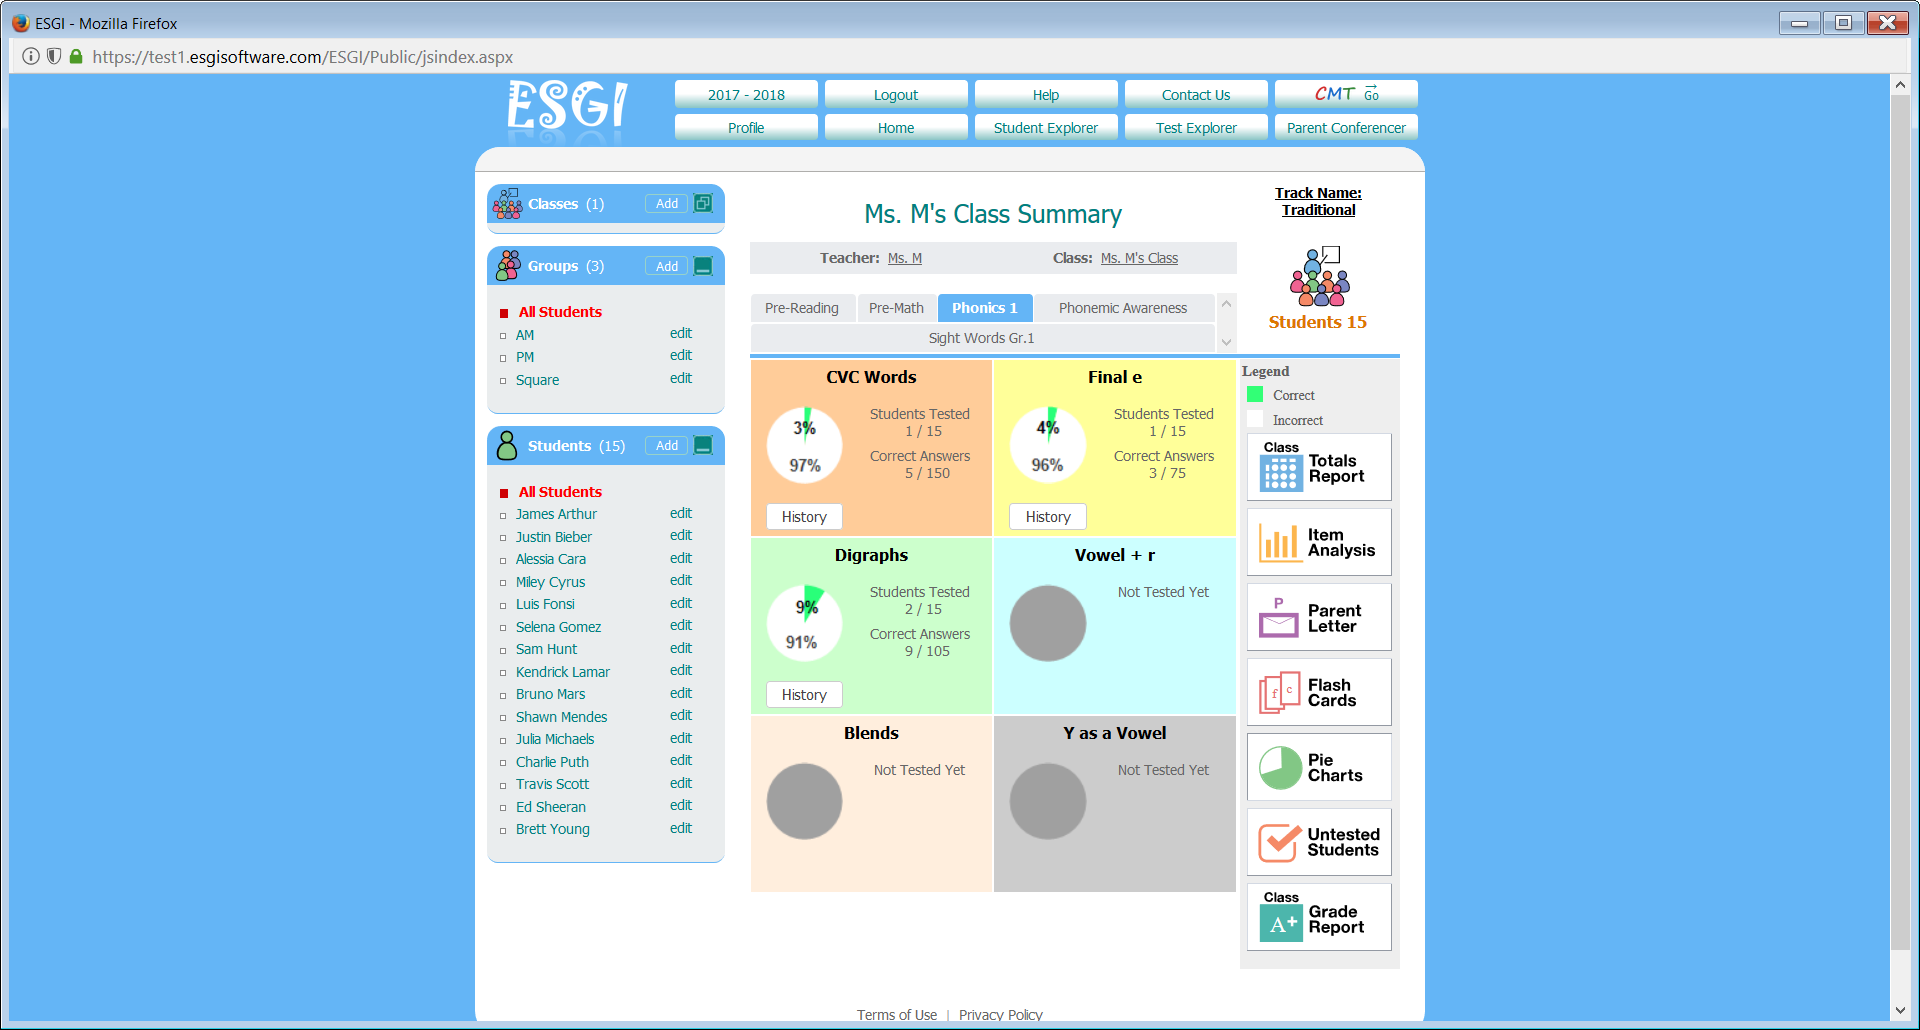 ESGI - Mozilla Firefox
https://test1.esgisoftware.com/ESGI/Public/jsindex.aspx
ESGI
2017 - 2018
Logout
Help
Contact Us
CMT Go
Profile
Home
Student Explorer
Test Explorer
Parent Conferencer
Classes (1)
Add
Groups (3)
Add
All Students
AM edit
PM edit
Square edit
Students (15)
Add
All Students
James Arthur edit
Justin Bieber edit
Alessia Cara edit
Miley Cyrus edit
Luis Fonsi edit
Selena Gomez edit
Sam Hunt edit
Kendrick Lamar edit
Bruno Mars edit
Shawn Mendes edit
Julia Michaels edit
Charlie Puth edit
Travis Scott edit
Ed Sheeran edit
Brett Young edit
Ms. M's Class Summary
Teacher: Ms. M
Class: Ms. M's Class
Pre-Reading
Pre-Math
Phonics 1
Phonemic Awareness
Sight Words Gr.1
CVC Words
3%
97%
Students Tested
1 / 15
Correct Answers
5 / 150
History
Final e
4%
96%
Students Tested
1 / 15
Correct Answers
3 / 75
History
Digraphs
9%
91%
Students Tested
2 / 15
Correct Answers
9 / 105
History
Vowel + r
Not Tested Yet
Blends
Not Tested Yet
Y as a Vowel
Not Tested Yet
Track Name:
Traditional
Students 15
Legend
Correct
Incorrect
Class
Totals
Report
Item
Analysis
P
Parent
Letter
f c
Flash
Cards
Pie
Charts
Untested
Students
Class
A+
Grade
Report
Terms of Use | Privacy Policy